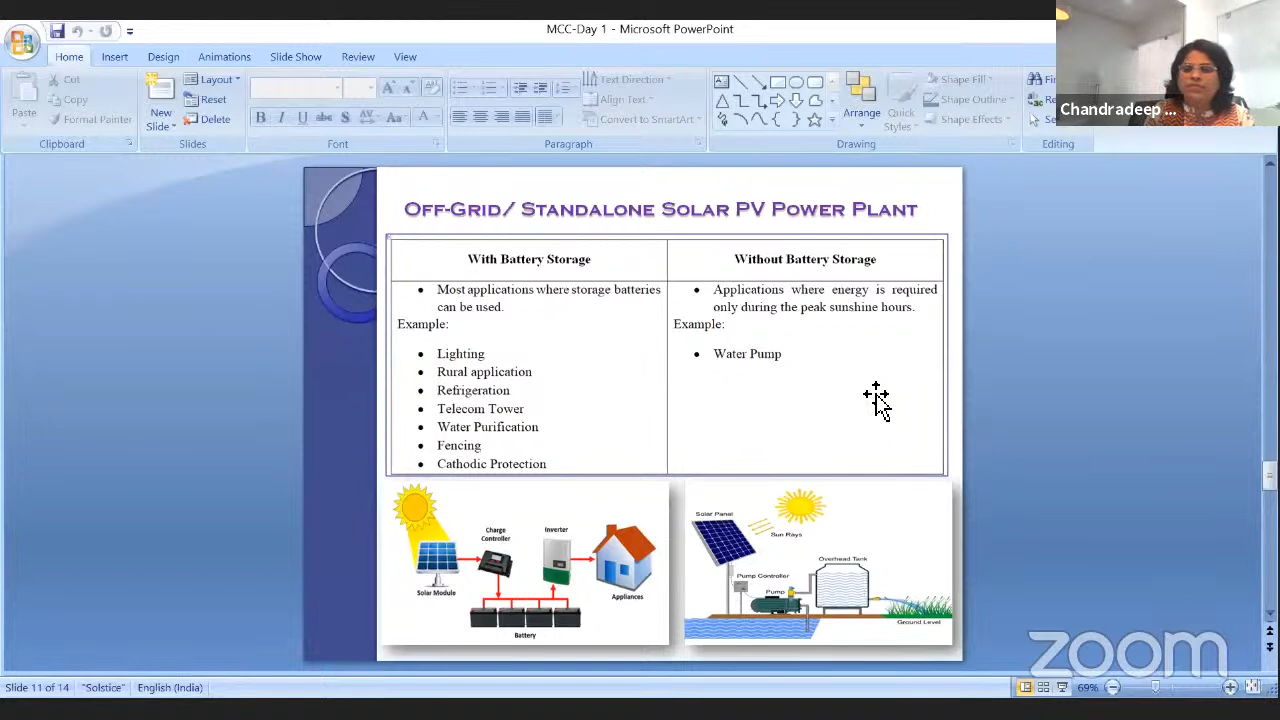 MCC-Day 1 - Microsoft PowerPoint
Home Insert Design Animations Slide Show Review View
Paste
Cut
Copy
Format Painter
Clipboard
New
Slide
Layout
Reset
Delete
Slides
B I U abc S AV Aa A
Font
Text Direction
Align Text
Convert to SmartArt
Paragraph
Arrange
Quick
Styles
Shape Fill
Shape Outline
Shape Effects
Drawing
Editing
Chandradeep ...
Off-Grid/ Standalone Solar PV Power Plant
With Battery Storage
Without Battery Storage
• Most applications where storage batteries
can be used.
Example:
• Lighting
• Rural application
• Refrigeration
• Telecom Tower
• Water Purification
• Fencing
• Cathodic Protection
• Applications where energy is required
only during the peak sunshine hours.
Example:
• Water Pump
Charge
Controller
Inverter
Solar Module
Appliances
Battery
Solar Panel
Sun Rays
Overhead Tank
Pump Controller
Pump
Ground Level
zoom
Slide 11 of 14 "Solstice" English (India) 69%